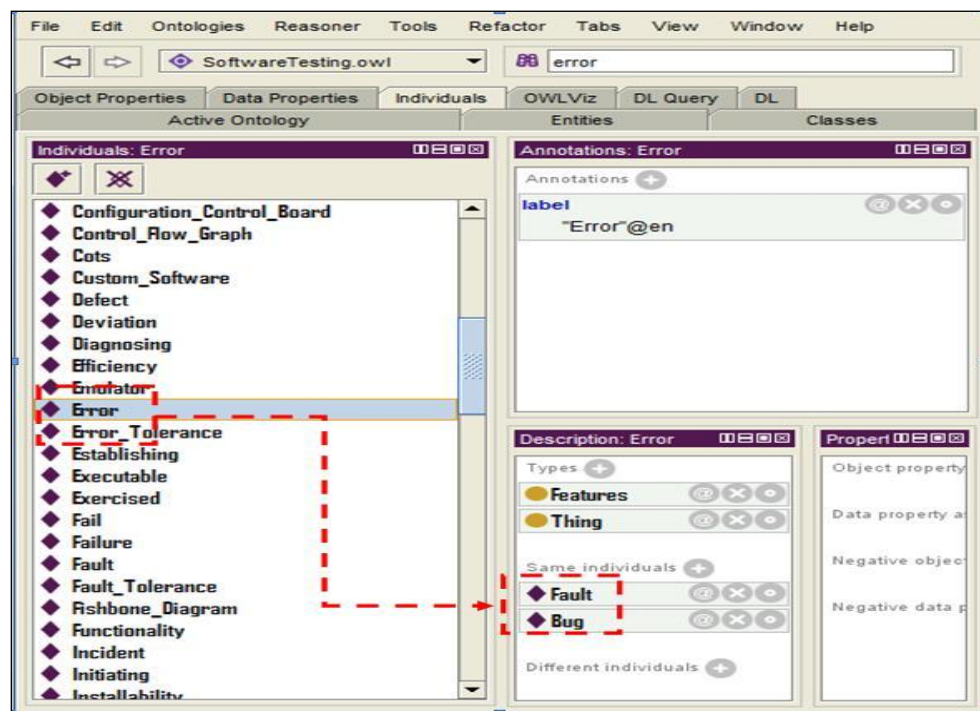 File Edit Ontologies Reasoner Tools Refactor Tabs View Window Help
SoftwareTesting.owl error
Object Properties Data Properties Individuals OWLViz DL Query DL
Active Ontology Entities Classes
Individuals: Error
Configuration_Control_Board
Control_Flow_Graph
Cots
Custom_Software
Defect
Deviation
Diagnosing
Efficiency
Emulator
Error
Error_Tolerance
Establishing
Executable
Exercised
Fail
Failure
Fault
Fault_Tolerance
Fishbone_Diagram
Functionality
Incident
Initiating
Installability
Annotations: Error
Annotations
label
"Error"@en
Description: Error
Types
Features
Thing
Same individuals
Fault
Bug
Different individuals
Propert
Object property
Data property a
Negative objec
Negative data p